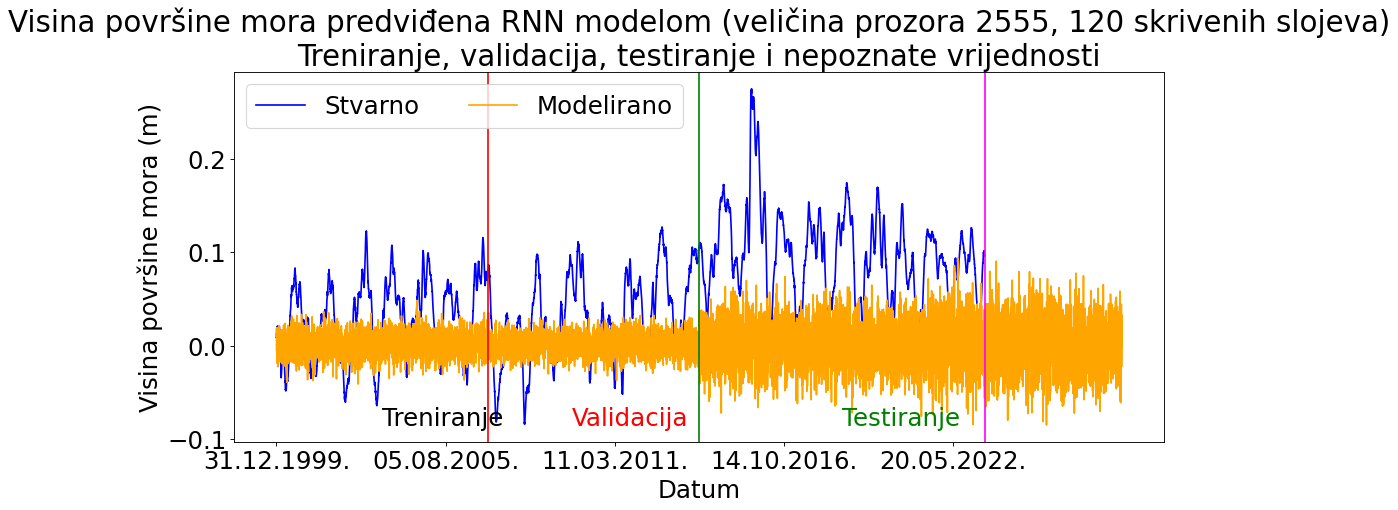 Visina površine mora predviđena RNN modelom (veličina prozora 2555, 120 skrivenih slojeva)
Treniranje, validacija, testiranje i nepoznate vrijednosti
Stvarno Modelirano
Visina površine mora (m)
0.2
0.1
0.0
−0.1
Treniranje Validacija Testiranje
31.12.1999. 05.08.2005. 11.03.2011. 14.10.2016. 20.05.2022.
Datum